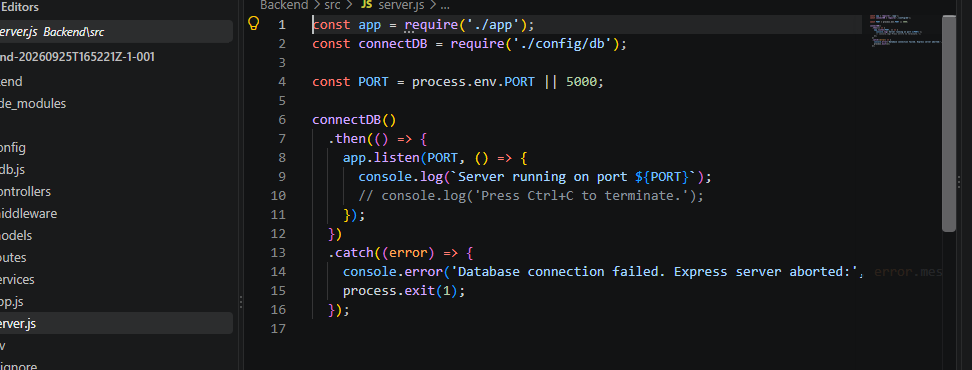 Editors
server.js Backend\src
nd-20260925T165221Z-1-001
end
de_modules
onfig
db.js
ontrollers
iddleware
odels
outes
ervices
pp.js
erver.js
v
ignore
Backend > src > JS server.js > ...
1 const app = require('./app');
2 const connectDB = require('./config/db');
3
4 const PORT = process.env.PORT || 5000;
5
6 connectDB()
7 .then(() => {
8 app.listen(PORT, () => {
9 console.log(`Server running on port ${PORT}`);
10 // console.log('Press Ctrl+C to terminate.');
11 });
12 })
13 .catch((error) => {
14 console.error('Database connection failed. Express server aborted:', error.mes
15 process.exit(1);
16 });
17